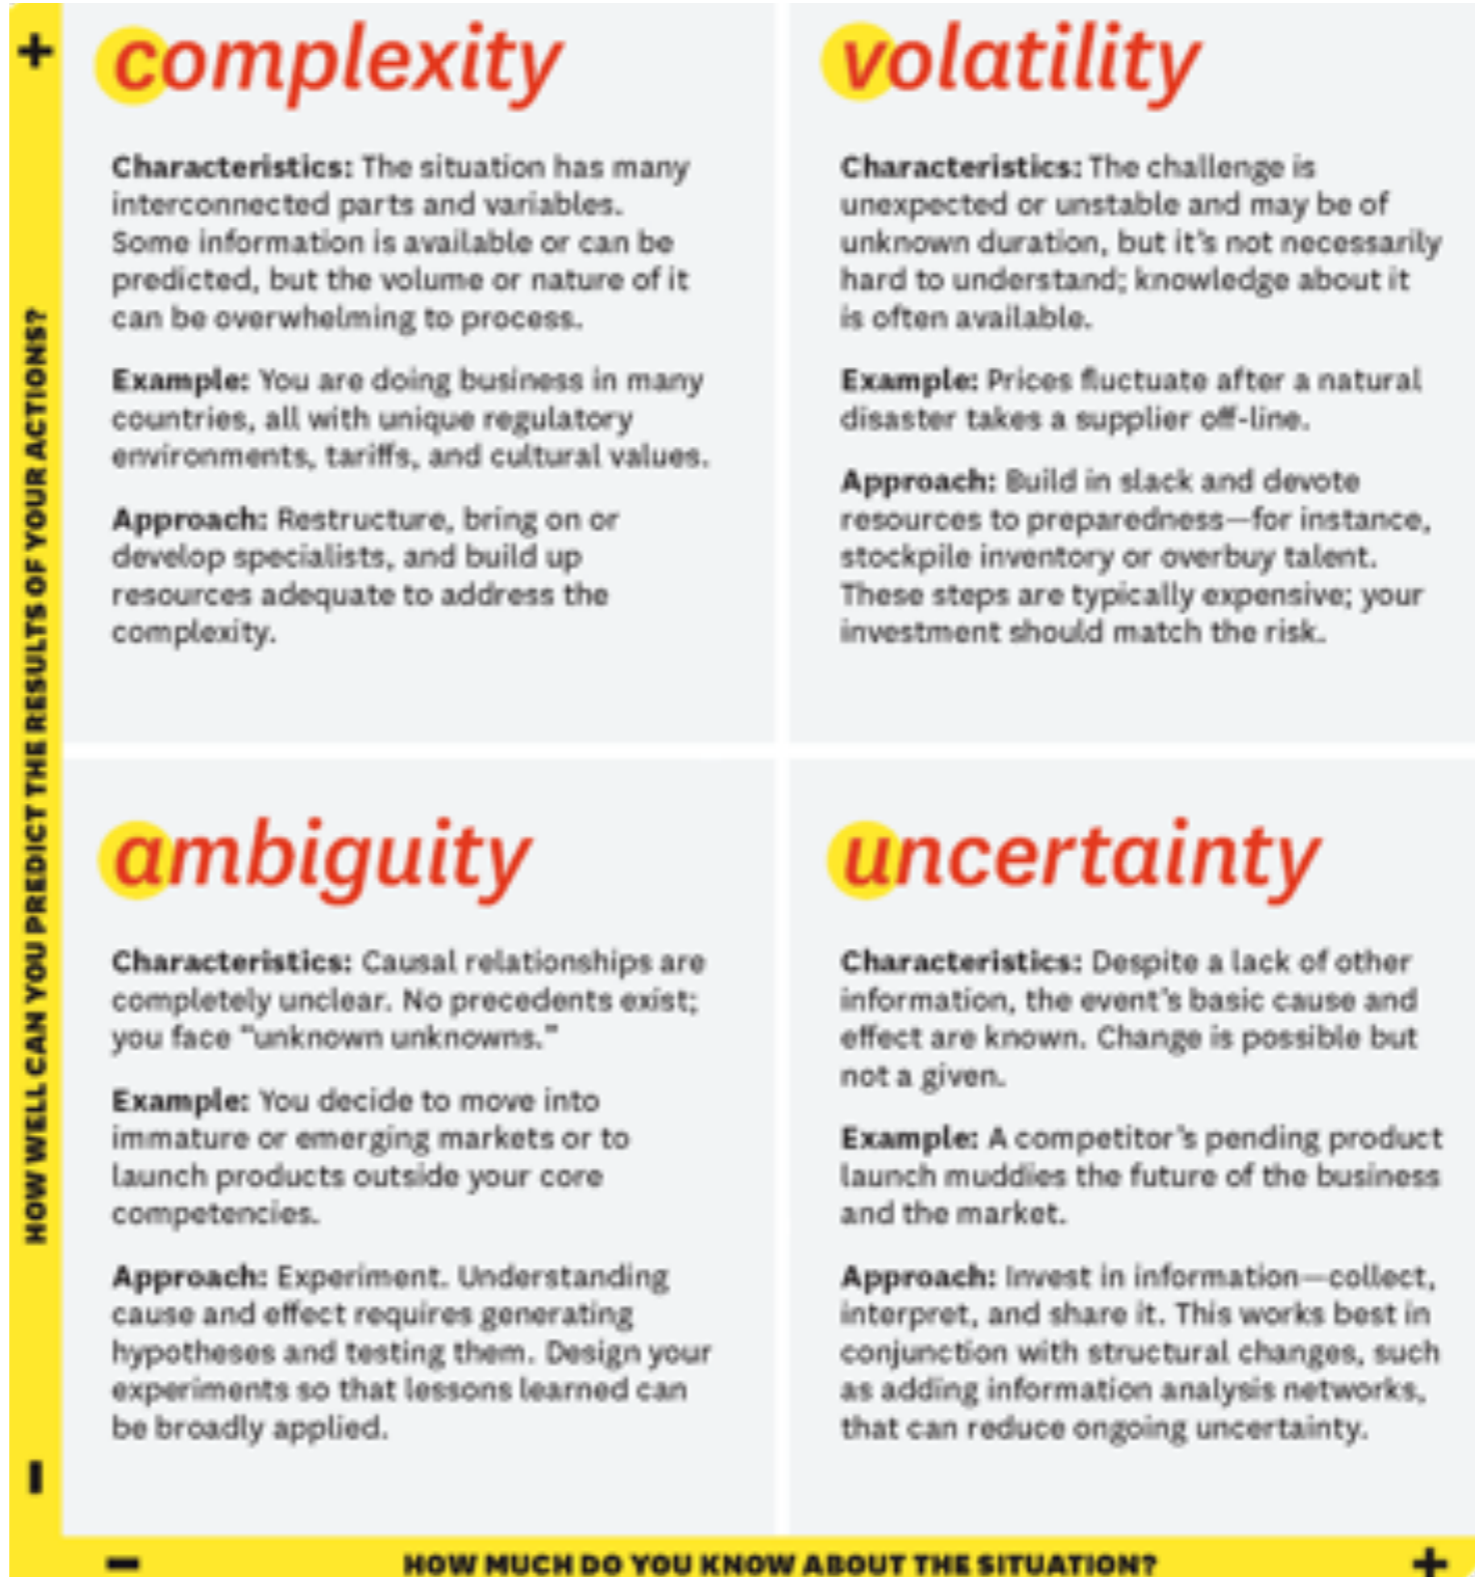 +
complexity
Characteristics: The situation has many
interconnected parts and variables.
Some information is available or can be
predicted, but the volume or nature of it
can be overwhelming to process.
Example: You are doing business in many
countries, all with unique regulatory
environments, tariffs, and cultural values.
Approach: Restructure, bring on or
develop specialists, and build up
resources adequate to address the
complexity.
volatility
Characteristics: The challenge is
unexpected or unstable and may be of
unknown duration, but it’s not necessarily
hard to understand; knowledge about it
is often available.
Example: Prices fluctuate after a natural
disaster takes a supplier off-line.
Approach: Build in slack and devote
resources to preparedness—for instance,
stockpile inventory or overbuy talent.
These steps are typically expensive; your
investment should match the risk.
HOW WELL CAN YOU PREDICT THE RESULTS OF YOUR ACTIONS?
ambiguity
Characteristics: Causal relationships are
completely unclear. No precedents exist;
you face “unknown unknowns.”
Example: You decide to move into
immature or emerging markets or to
launch products outside your core
competencies.
Approach: Experiment. Understanding
cause and effect requires generating
hypotheses and testing them. Design your
experiments so that lessons learned can
be broadly applied.
uncertainty
Characteristics: Despite a lack of other
information, the event’s basic cause and
effect are known. Change is possible but
not a given.
Example: A competitor’s pending product
launch muddies the future of the business
and the market.
Approach: Invest in information—collect,
interpret, and share it. This works best in
conjunction with structural changes, such
as adding information analysis networks,
that can reduce ongoing uncertainty.
–
– HOW MUCH DO YOU KNOW ABOUT THE SITUATION? +